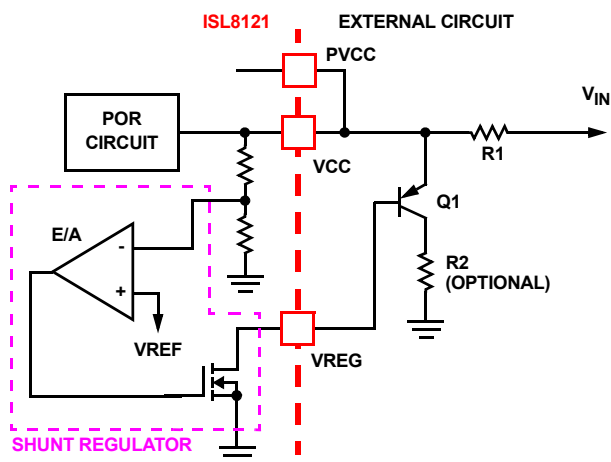 ISL8121
EXTERNAL CIRCUIT
PVCC
VIN
POR
CIRCUIT
VCC
R1
Q1
E/A
-
+
R2
(OPTIONAL)
VREF
VREG
SHUNT REGULATOR